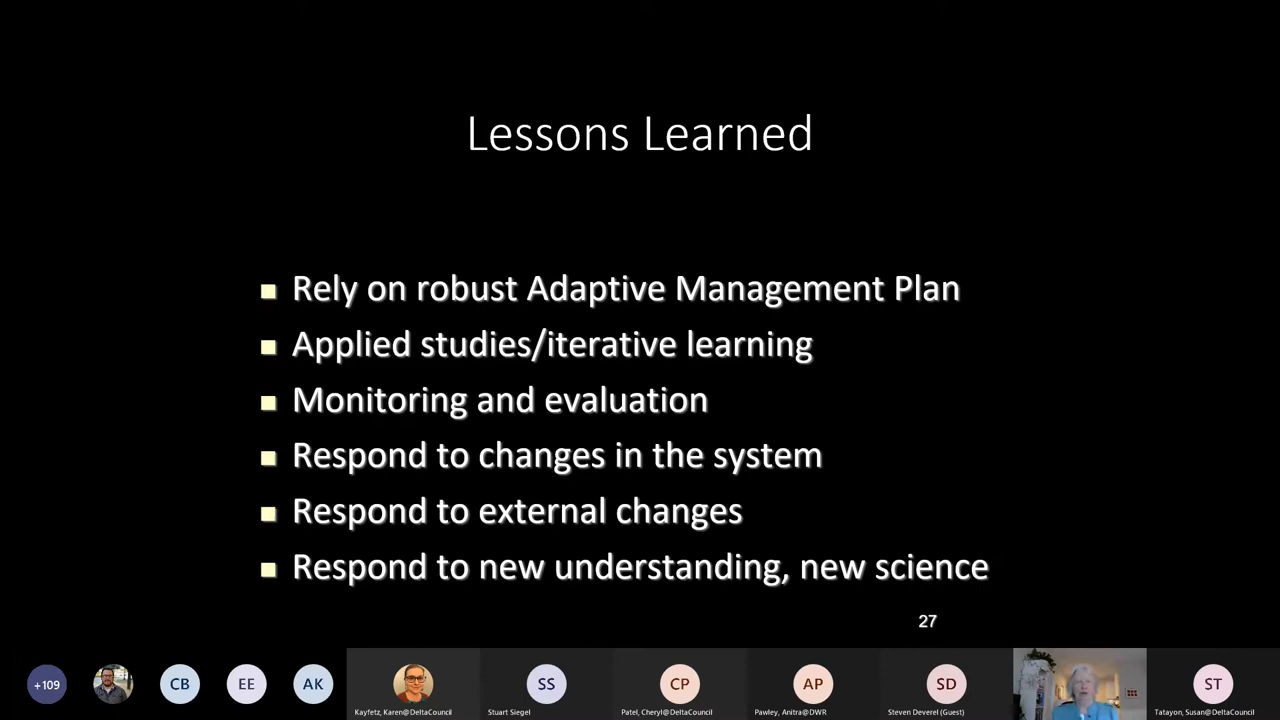 Lessons Learned
Rely on robust Adaptive Management Plan
Applied studies/iterative learning
Monitoring and evaluation
Respond to changes in the system
Respond to external changes
Respond to new understanding, new science
27
+109
CB
EE
AK
SS
CP
AP
SD
ST
Kayfetz, Karen@DeltaCouncil
Stuart Siegel
Patel, Cheryl@DeltaCouncil
Pawley, Anitra@DWR
Steven Deverel (Guest)
Tatayon, Susan@DeltaCouncil